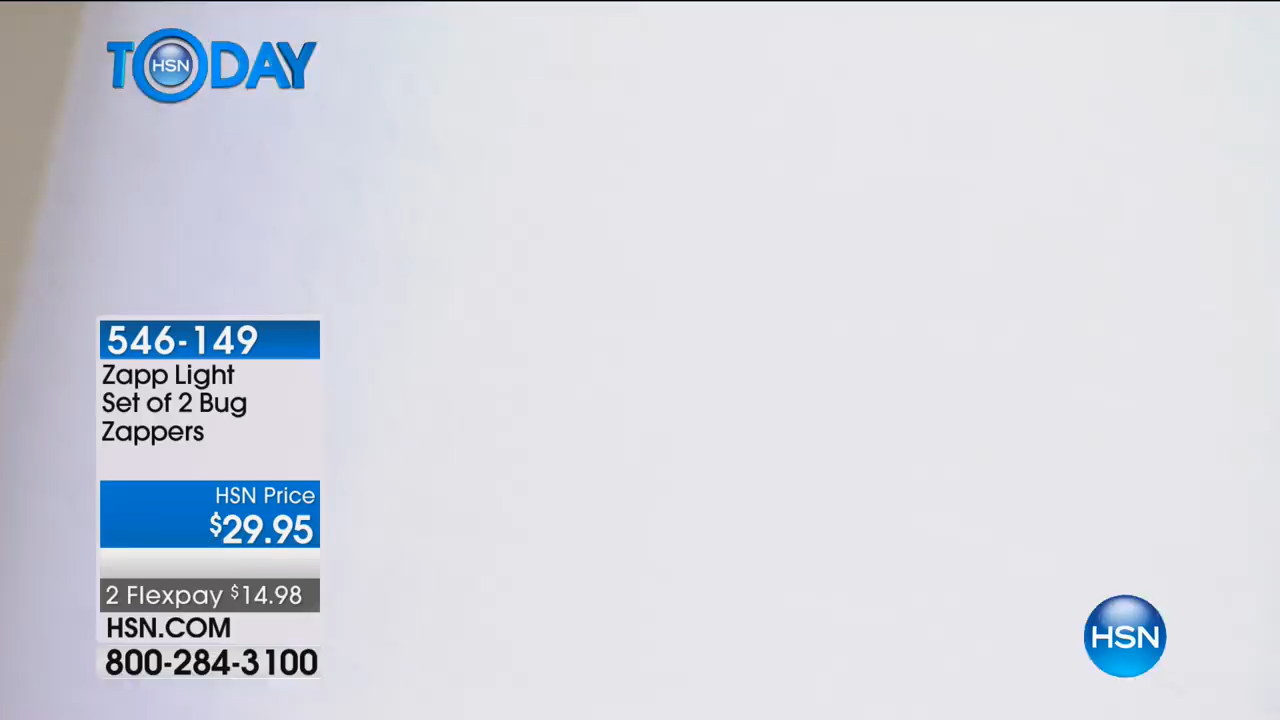 TODAY
HSN
546-149
Zapp Light
Set of 2 Bug
Zappers
HSN Price
$29.95
2 Flexpay $14.98
HSN.COM
800-284-3100
HSN